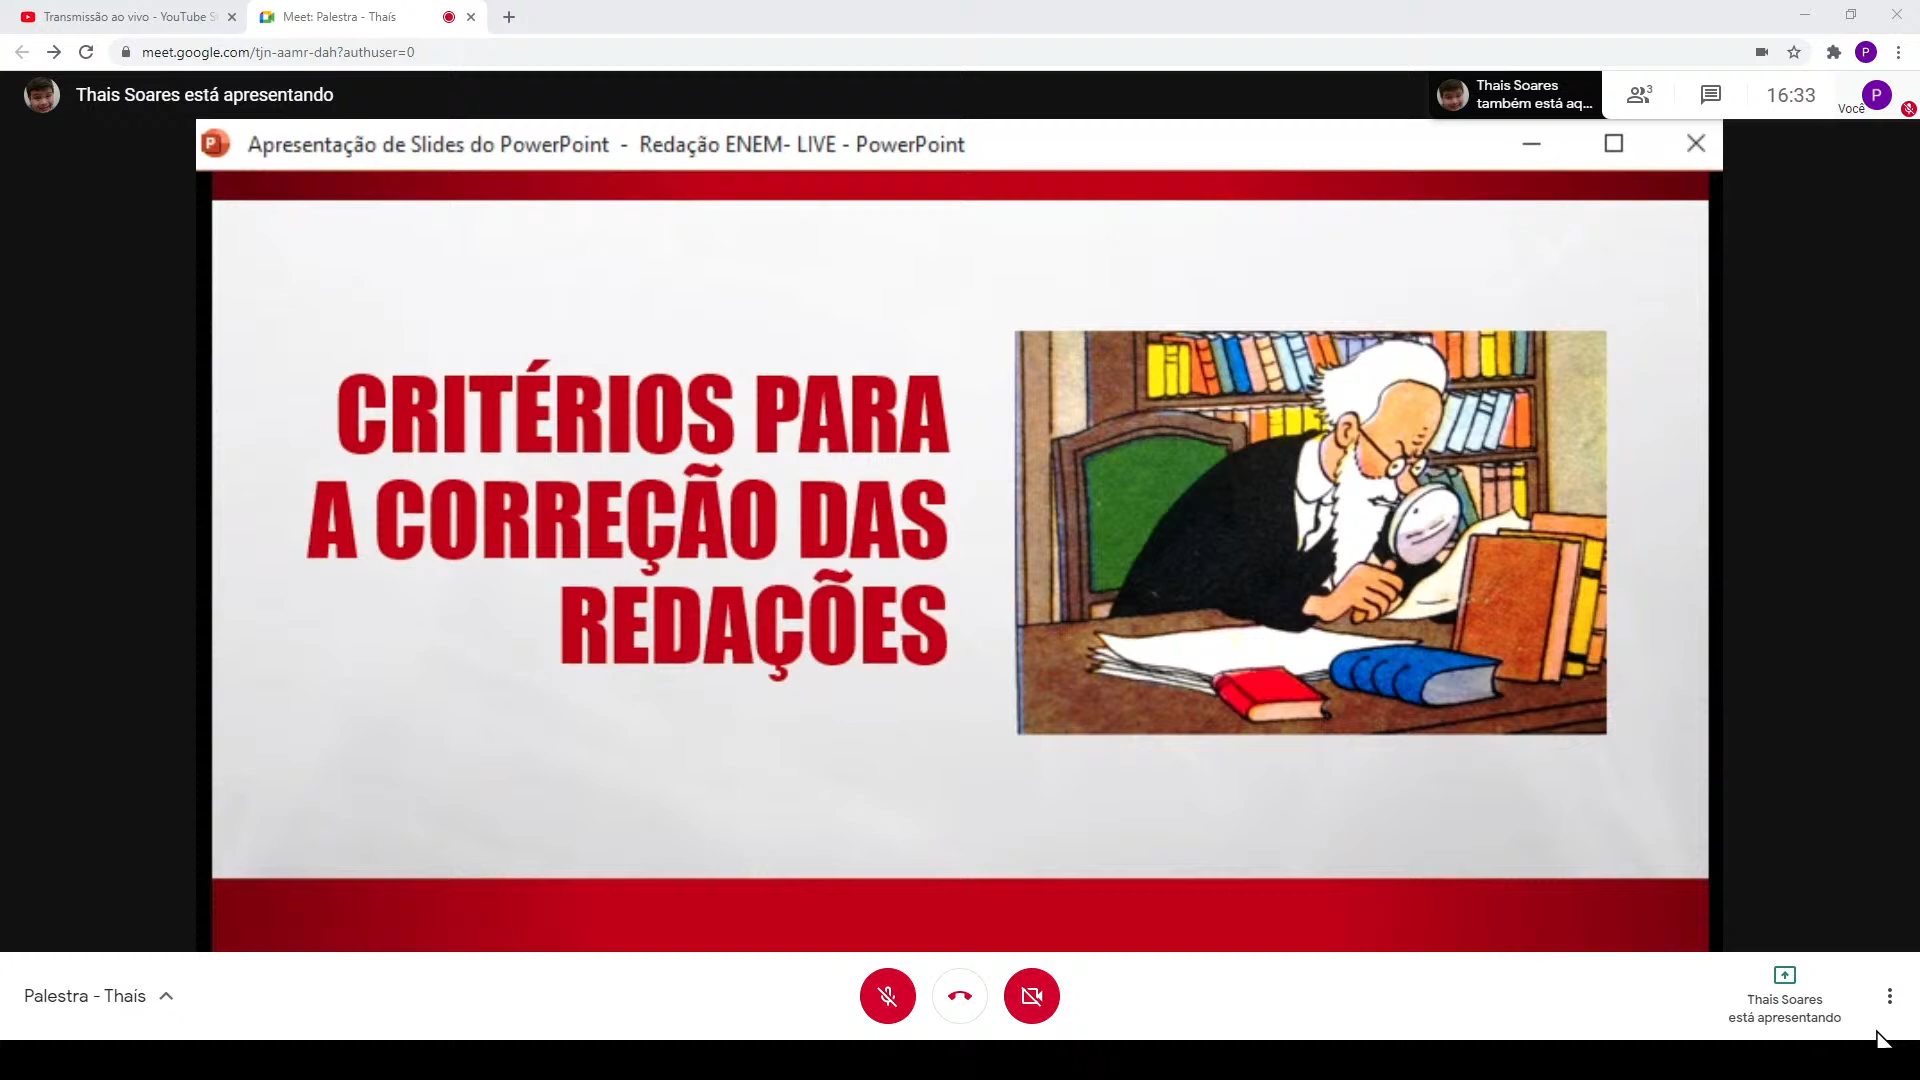 Transmissão ao vivo - YouTube S
Meet: Palestra - Thaís
meet.google.com/tjn-aamr-dah?authuser=0
P
Thais Soares está apresentando
Thais Soares
também está aq...
3
16:33
Você
P
Apresentação de Slides do PowerPoint - Redação ENEM- LIVE - PowerPoint
CRITÉRIOS PARA
A CORREÇÃO DAS
REDAÇÕES
Palestra - Thaís
Thais Soares
está apresentando